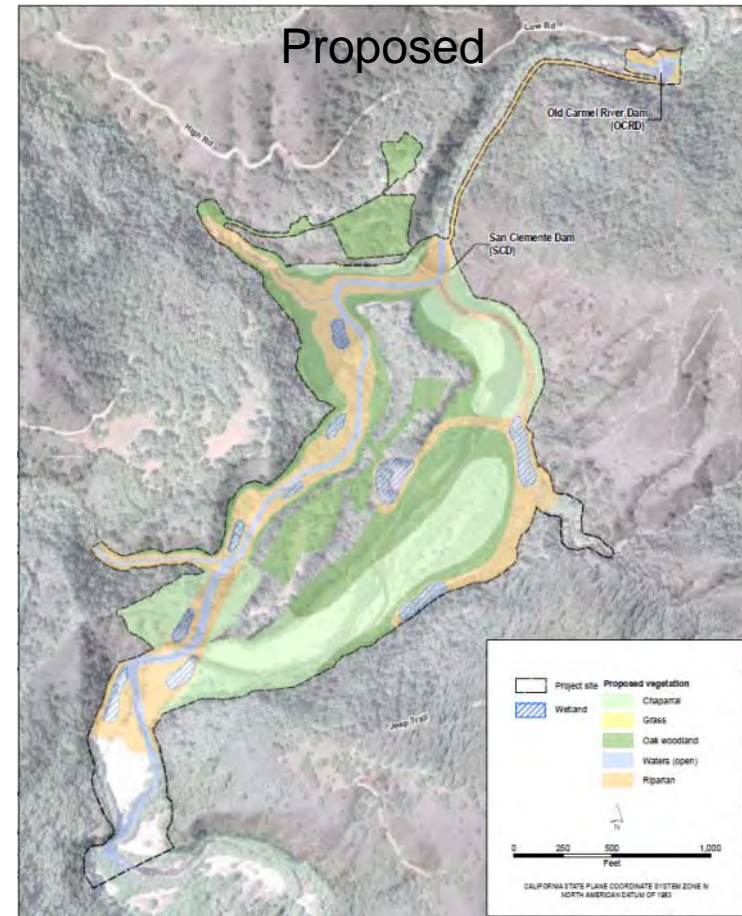 Proposed
Low Rd
High Rd
Old Carmel River Dam
(OCRD)
San Clemente Dam
(SCD)
Jeep Trail
Project site
Wetland
Proposed vegetation
Chaparral
Grass
Oak woodland
Waters (open)
Riparian
N
0 250 500 1,000
Feet
CALIFORNIA STATE PLANE COORDINATE SYSTEM ZONE IV
NORTH AMERICAN DATUM OF 1983